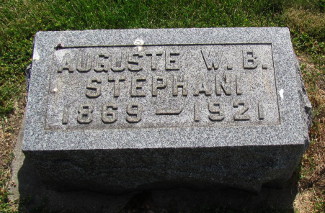 AUGUSTE W. B.
STEPHANI
1869 — 1921